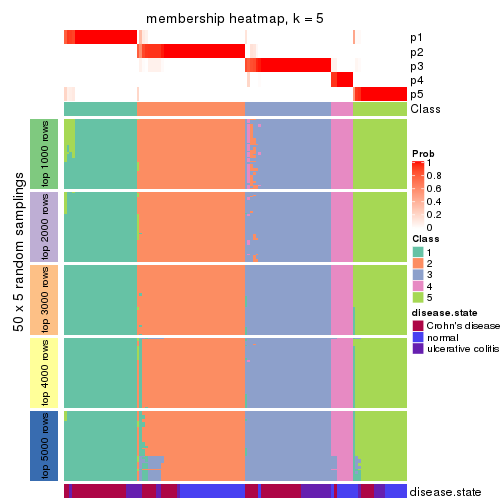 membership heatmap, k = 5
p1
p2
p3
p4
p5
Class
50 x 5 random samplings
top 1000 rows
top 2000 rows
top 3000 rows
top 4000 rows
top 5000 rows
disease.state
Prob
1
0.8
0.6
0.4
0.2
0
Class
1
2
3
4
5
disease.state
Crohn's disease
normal
ulcerative colitis